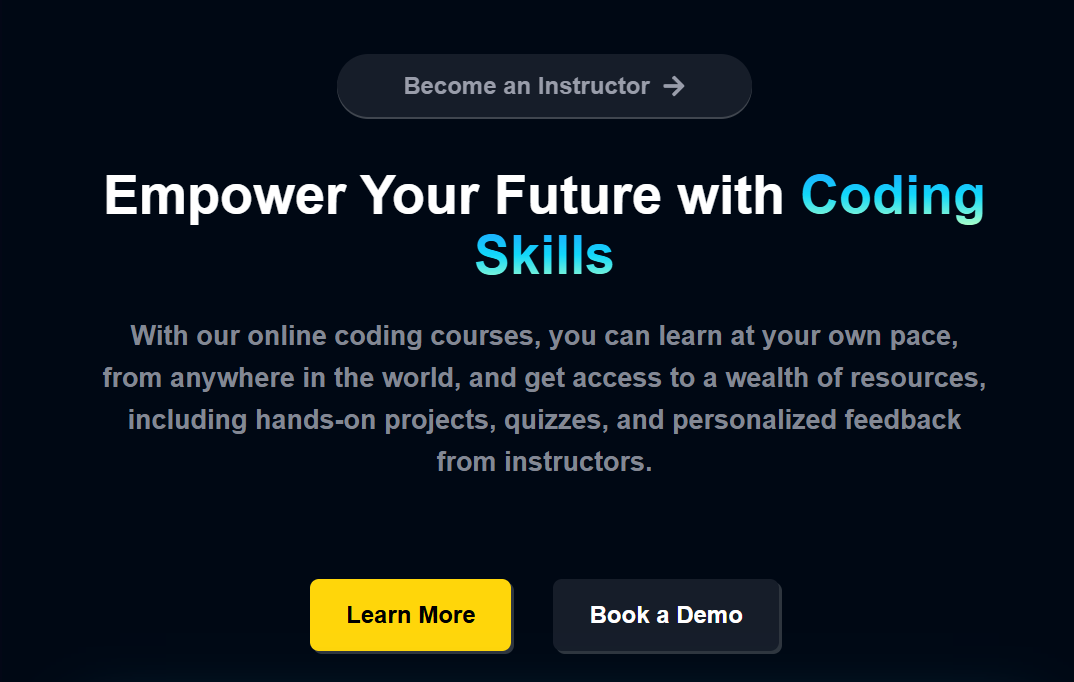 Become an Instructor
Empower Your Future with Coding
Skills
With our online coding courses, you can learn at your own pace,
from anywhere in the world, and get access to a wealth of resources,
including hands-on projects, quizzes, and personalized feedback
from instructors.
Learn More
Book a Demo